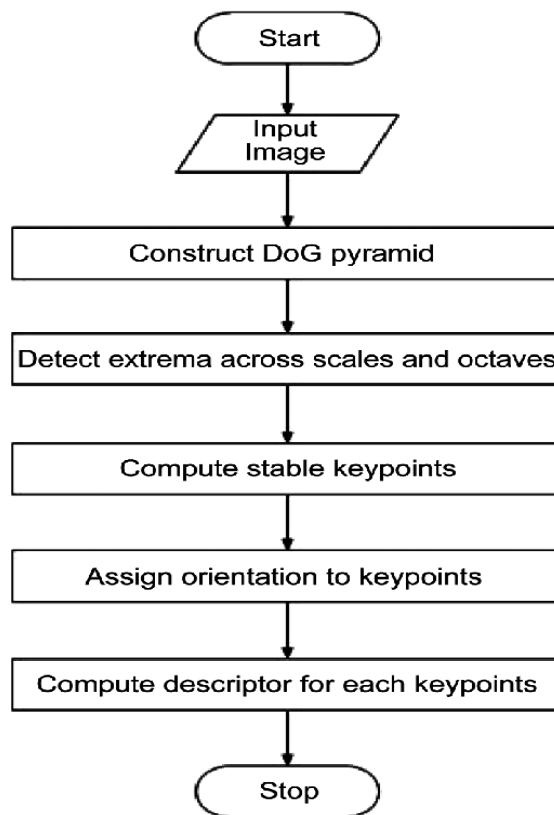 Start
Input
Image
Construct DoG pyramid
Detect extrema across scales and octaves
Compute stable keypoints
Assign orientation to keypoints
Compute descriptor for each keypoints
Stop